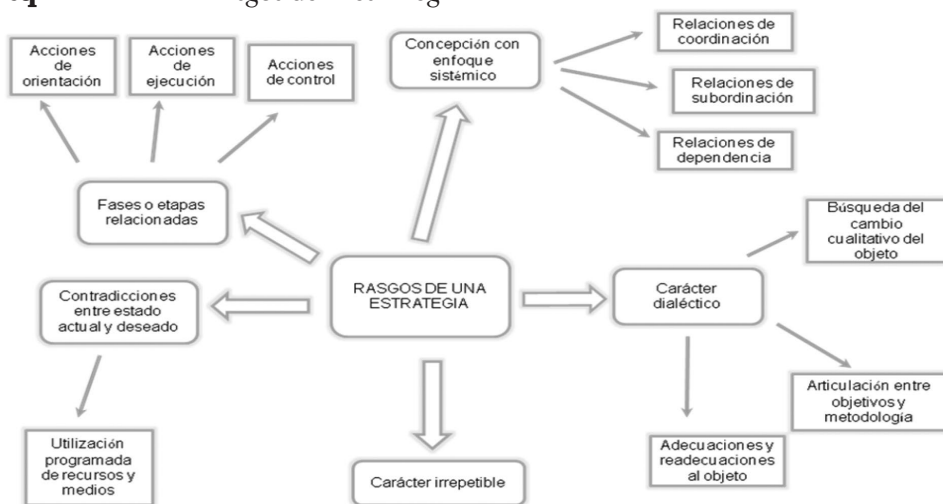 Acciones
de
orientación
Acciones
de
ejecución
Acciones
de control
Concepción con
enfoque
sistémico
Relaciones de
coordinación
Relaciones de
subordinación
Relaciones de
dependencia
Fases o etapas
relacionadas
Búsqueda del
cambio
cualitativo del
objeto
Contradicciones
entre estado
actual y deseado
RASGOS DE UNA
ESTRATEGIA
Carácter
dialéctico
Articulación entre
objetivos y
metodología
Utilización
programada
de recursos y
medios
Carácter irrepetible
Adecuaciones y
readecuaciones
al objeto